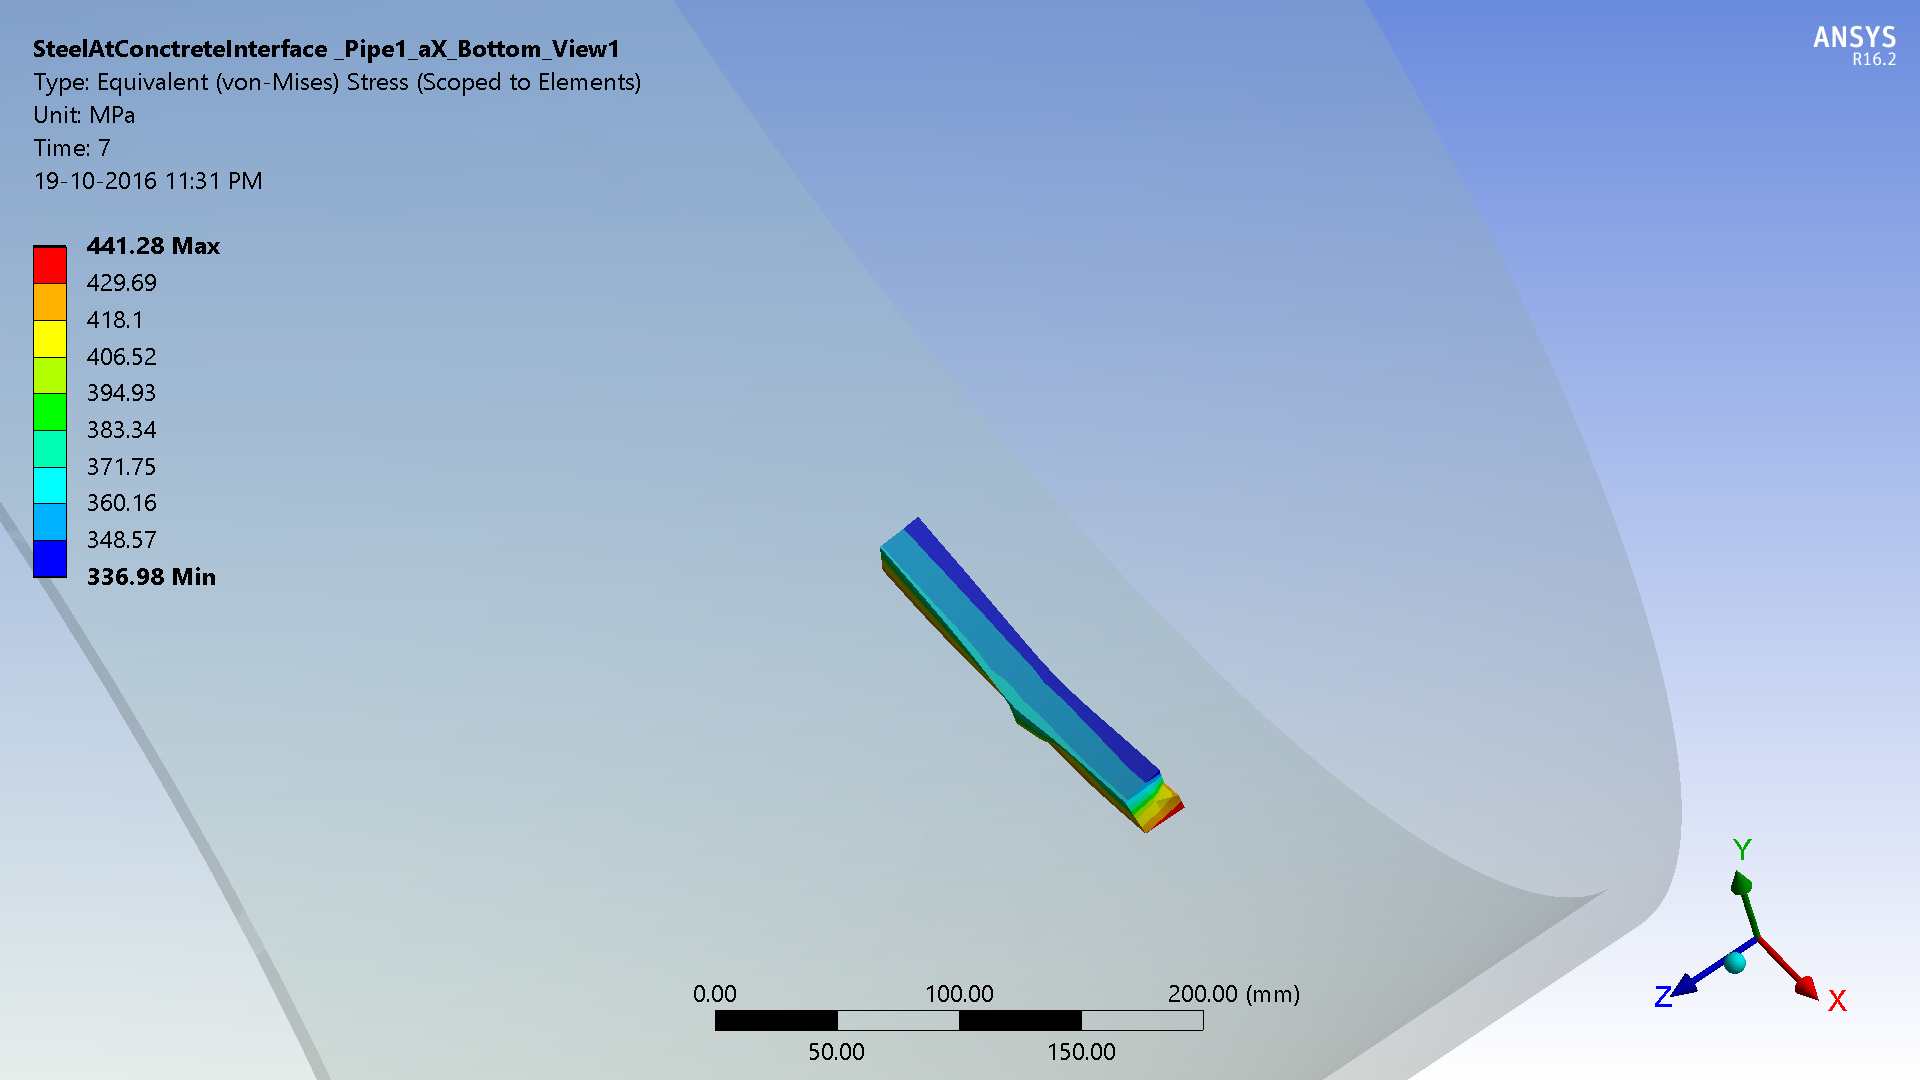 SteelAtConctreteInterface _Pipe1_aX_Bottom_View1
Type: Equivalent (von-Mises) Stress (Scoped to Elements)
Unit: MPa
Time: 7
19-10-2016 11:31 PM
ANSYS
R16.2
441.28 Max
429.69
418.1
406.52
394.93
383.34
371.75
360.16
348.57
336.98 Min
0.00 100.00 200.00 (mm)
50.00 150.00
Y
Z
X